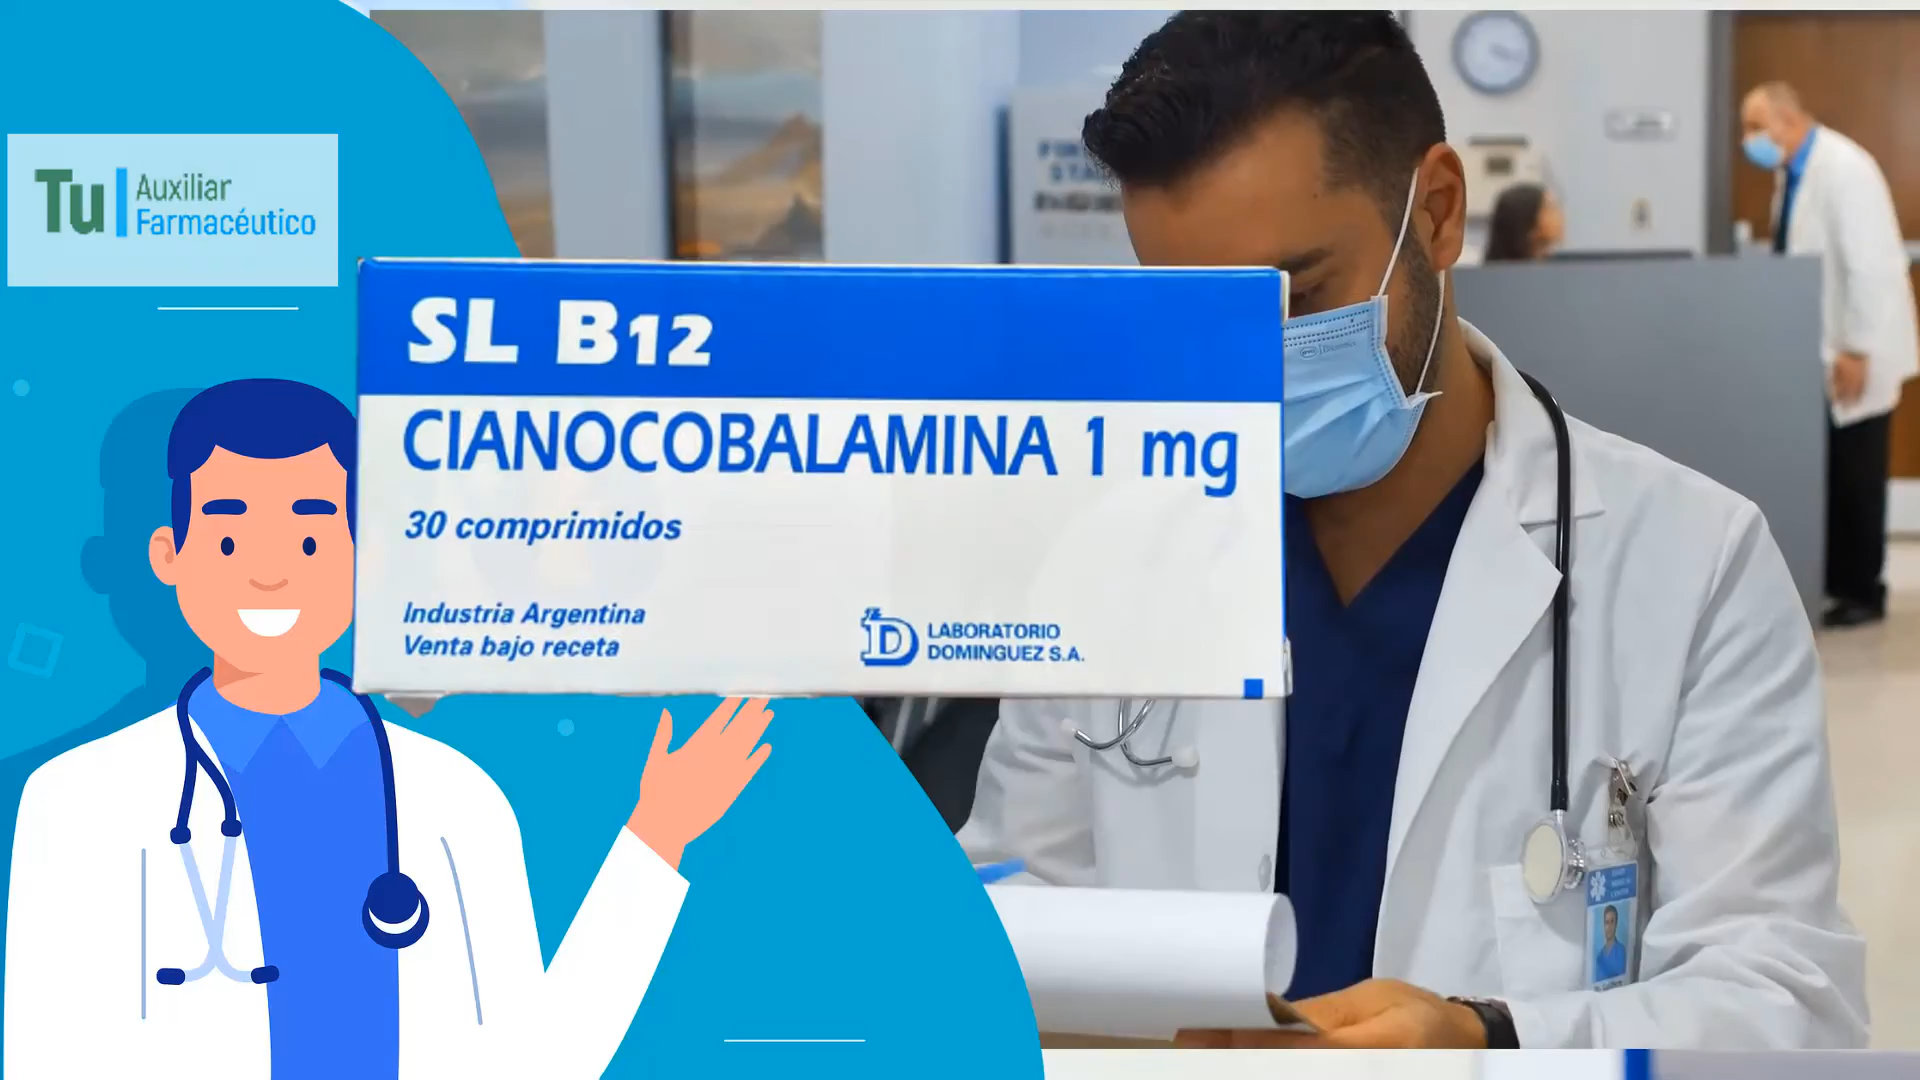 Tu Auxiliar
Farmacéutico
SL B12
CIANOCOBALAMINA 1 mg
30 comprimidos
Industria Argentina
Venta bajo receta
LABORATORIO
DOMINGUEZ S.A.